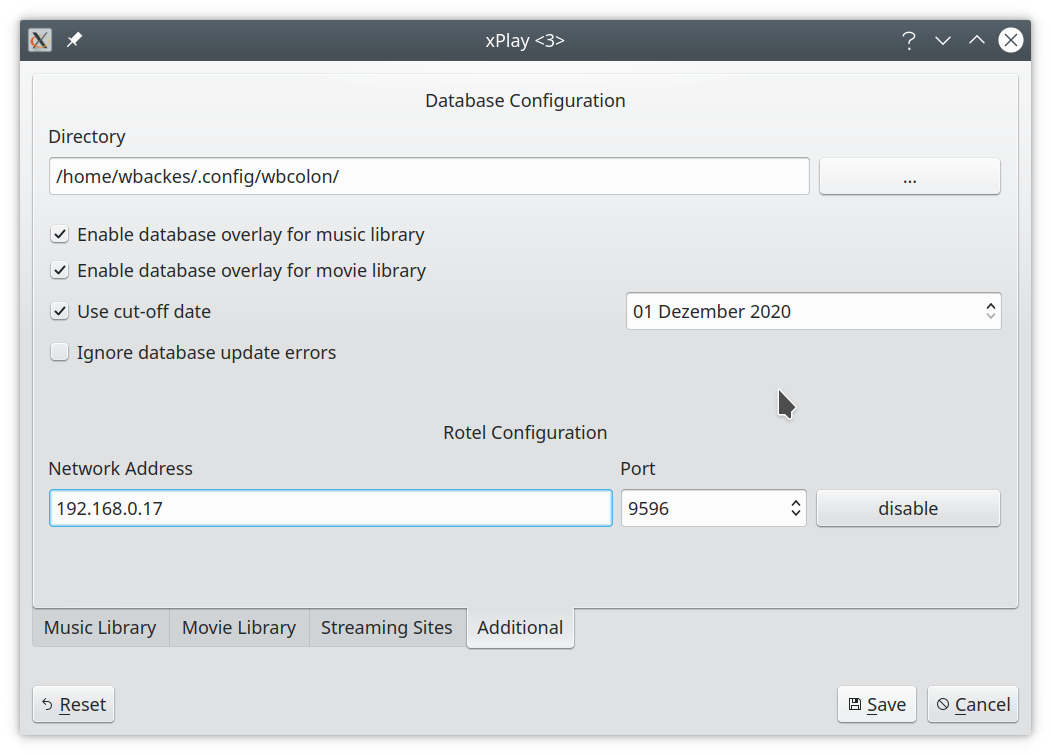 xPlay <3>
Database Configuration
Directory
/home/wbackes/.config/wbcolon/
...
Enable database overlay for music library
Enable database overlay for movie library
Use cut-off date
01 Dezember 2020
Ignore database update errors
Rotel Configuration
Network Address
Port
192.168.0.17
9596
disable
Music Library
Movie Library
Streaming Sites
Additional
Reset
Save
Cancel